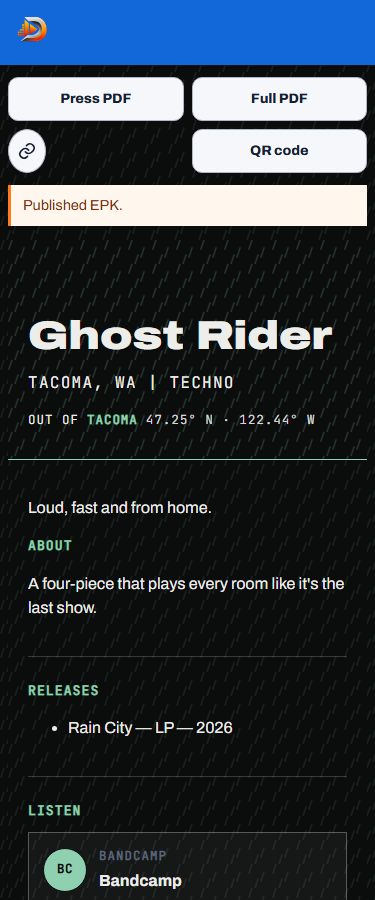 Press PDF
Full PDF
QR code
Published EPK.
Ghost Rider
TACOMA, WA | TECHNO
OUT OF TACOMA 47.25° N · 122.44° W
Loud, fast and from home.
ABOUT
A four-piece that plays every room like it's the
last show.
RELEASES
• Rain City — LP — 2026
LISTEN
BC
BANDCAMP
Bandcamp